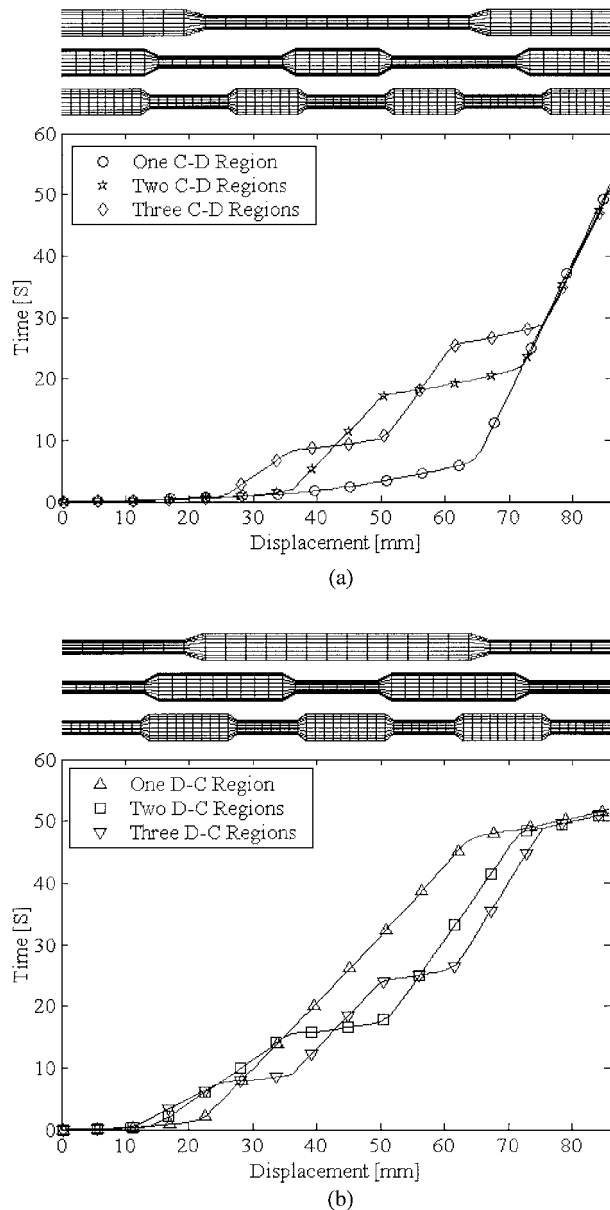 60
50
40
30
20
10
0
Time [S]
One C-D Region
Two C-D Regions
Three C-D Regions
0 10 20 30 40 50 60 70 80
Displacement [mm]
(a)
60
50
40
30
20
10
0
Time [S]
One D-C Region
Two D-C Regions
Three D-C Regions
0 10 20 30 40 50 60 70 80
Displacement [mm]
(b)